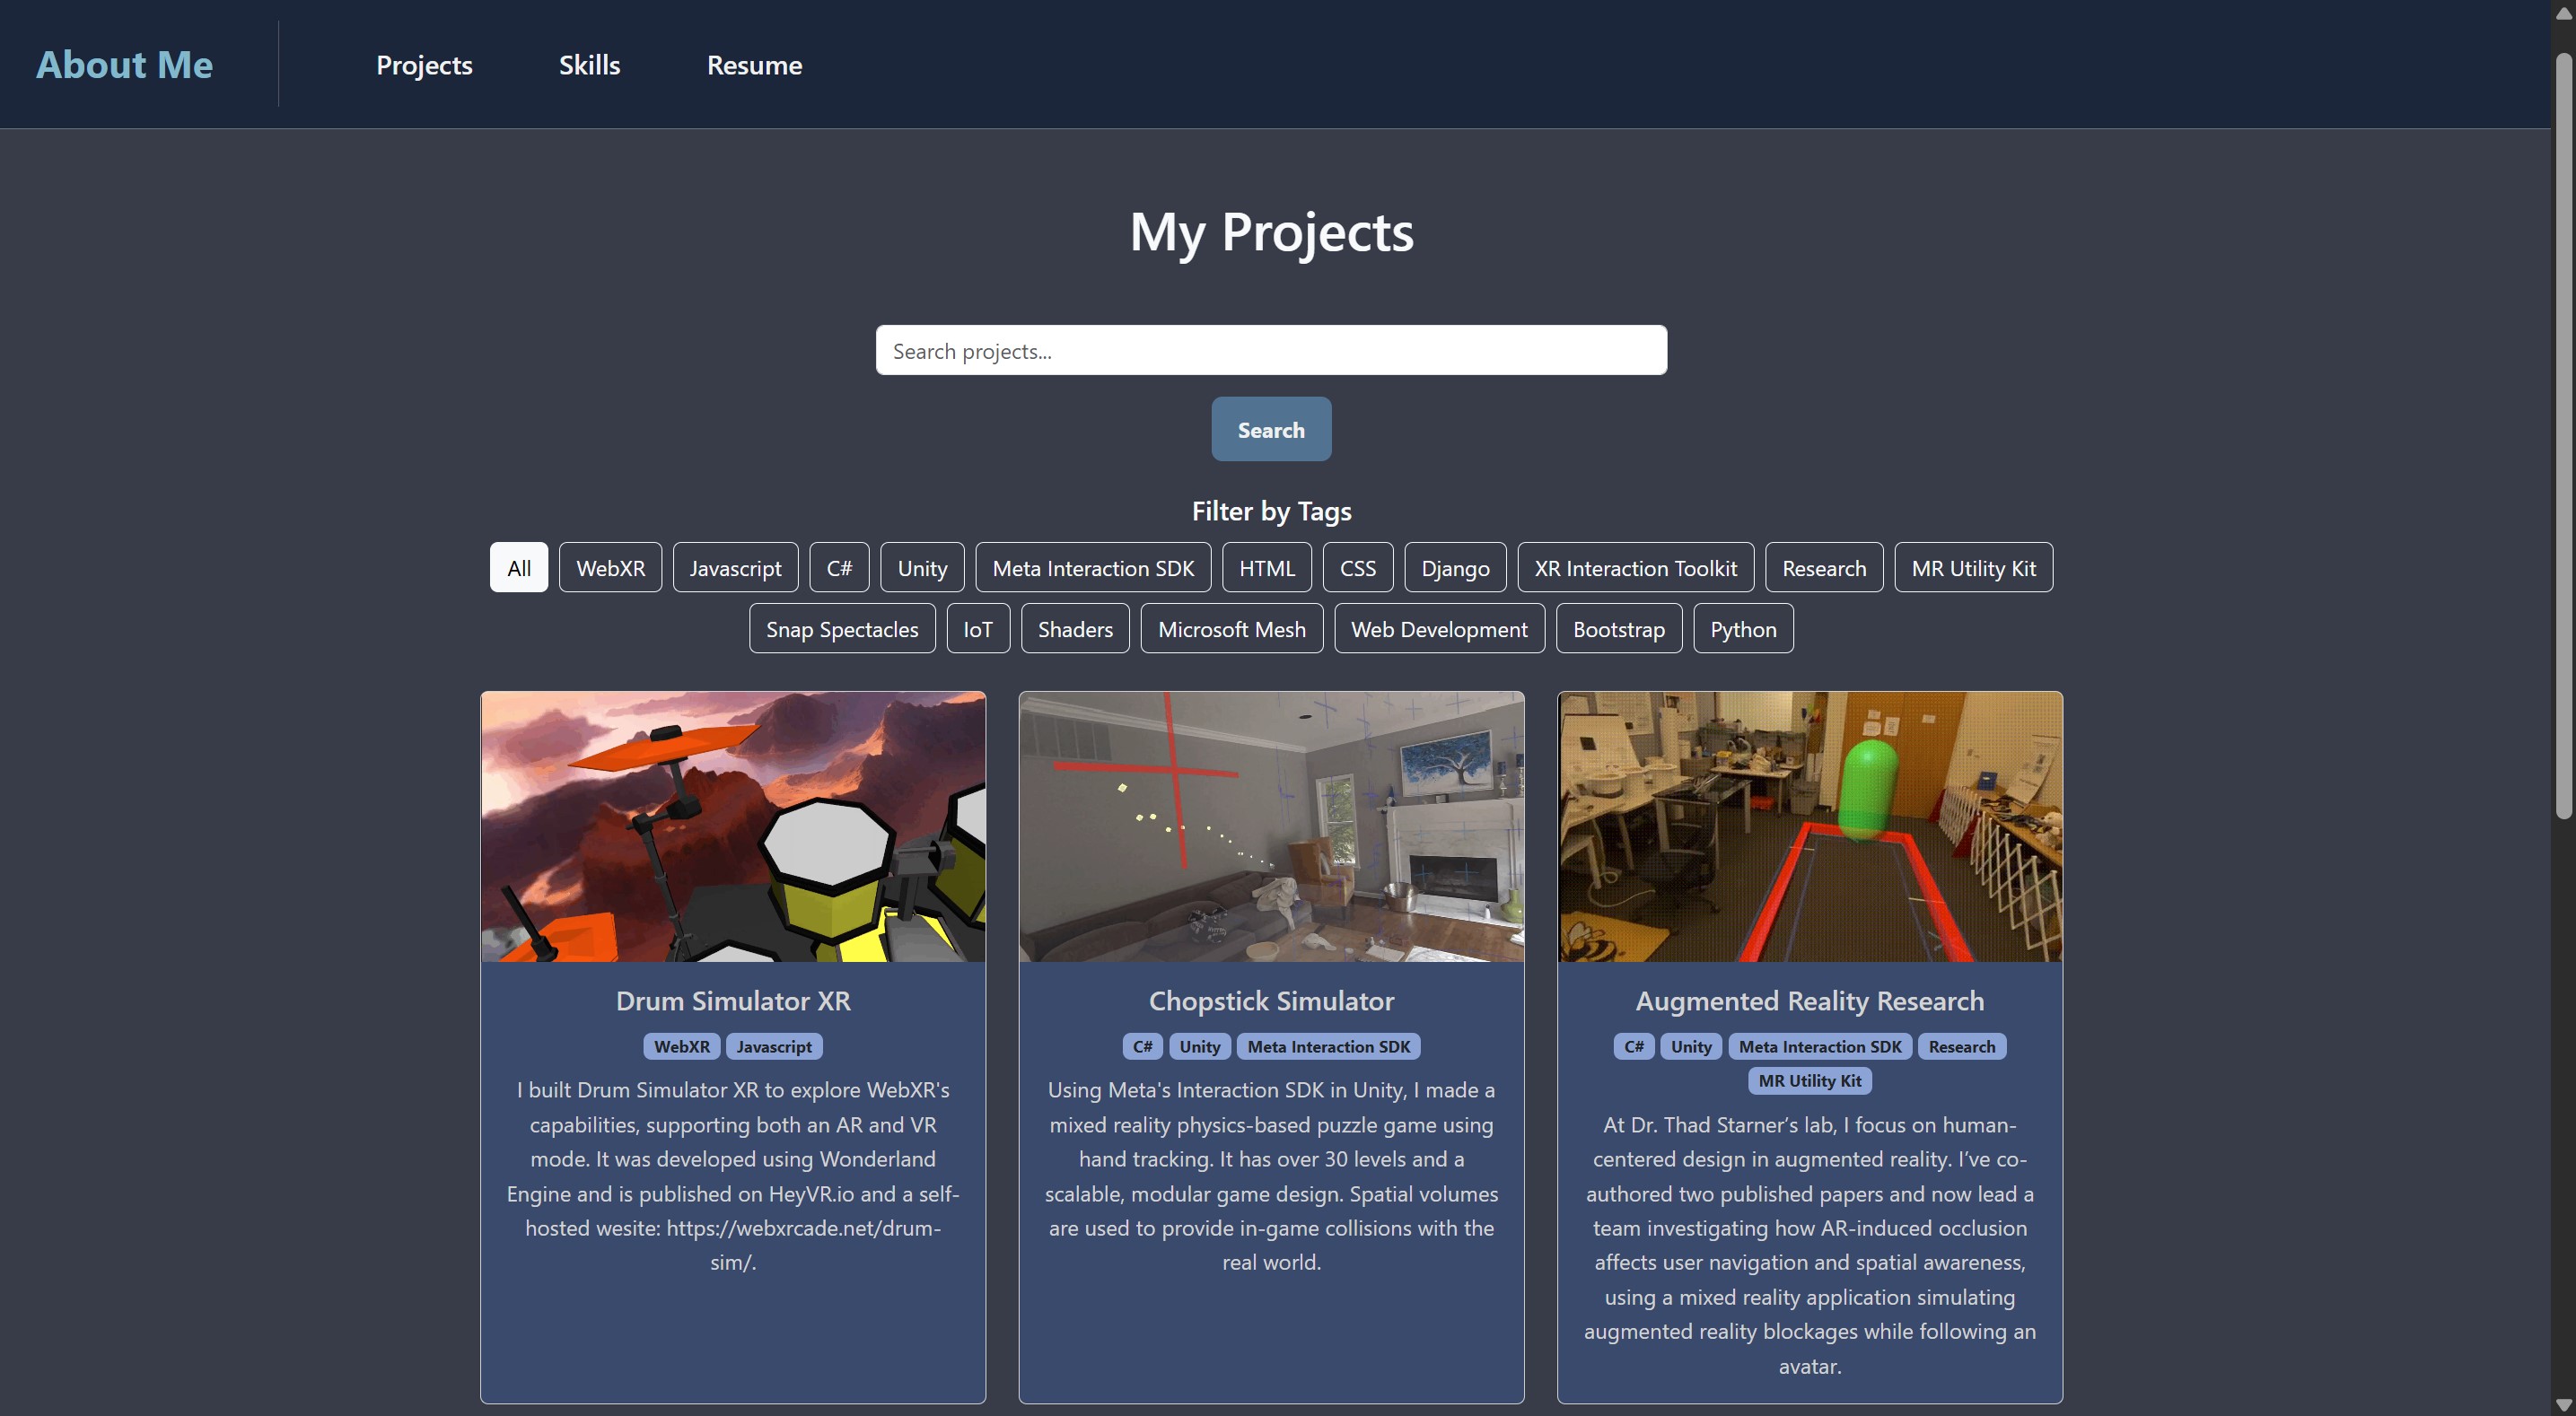 About Me
Projects
Skills
Resume
My Projects
Search projects...
Search
Filter by Tags
All WebXR Javascript C# Unity Meta Interaction SDK HTML CSS Django XR Interaction Toolkit Research MR Utility Kit
Snap Spectacles IoT Shaders Microsoft Mesh Web Development Bootstrap Python
Drum Simulator XR
WebXR Javascript
I built Drum Simulator XR to explore WebXR's
capabilities, supporting both an AR and VR
mode. It was developed using Wonderland
Engine and is published on HeyVR.io and a self-
hosted wesite: https://webxrcade.net/drum-
sim/.
Chopstick Simulator
C# Unity Meta Interaction SDK
Using Meta's Interaction SDK in Unity, I made a
mixed reality physics-based puzzle game using
hand tracking. It has over 30 levels and a
scalable, modular game design. Spatial volumes
are used to provide in-game collisions with the
real world.
Augmented Reality Research
C# Unity Meta Interaction SDK Research
MR Utility Kit
At Dr. Thad Starner’s lab, I focus on human-
centered design in augmented reality. I’ve co-
authored two published papers and now lead a
team investigating how AR-induced occlusion
affects user navigation and spatial awareness,
using a mixed reality application simulating
augmented reality blockages while following an
avatar.